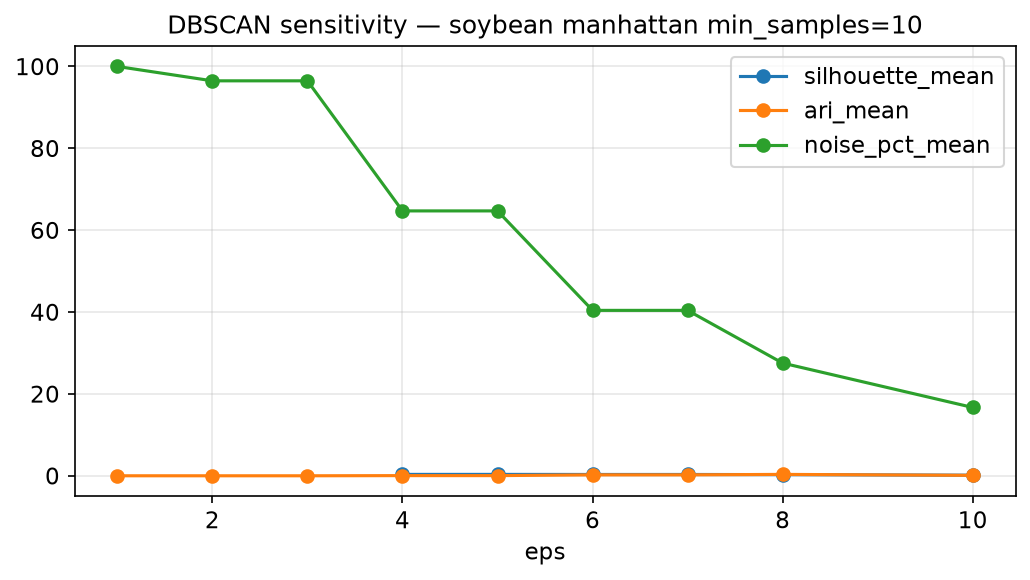 DBSCAN sensitivity — soybean manhattan min_samples=10
silhouette_mean
ari_mean
noise_pct_mean
100
80
60
40
20
0
2 4 6 8 10
eps